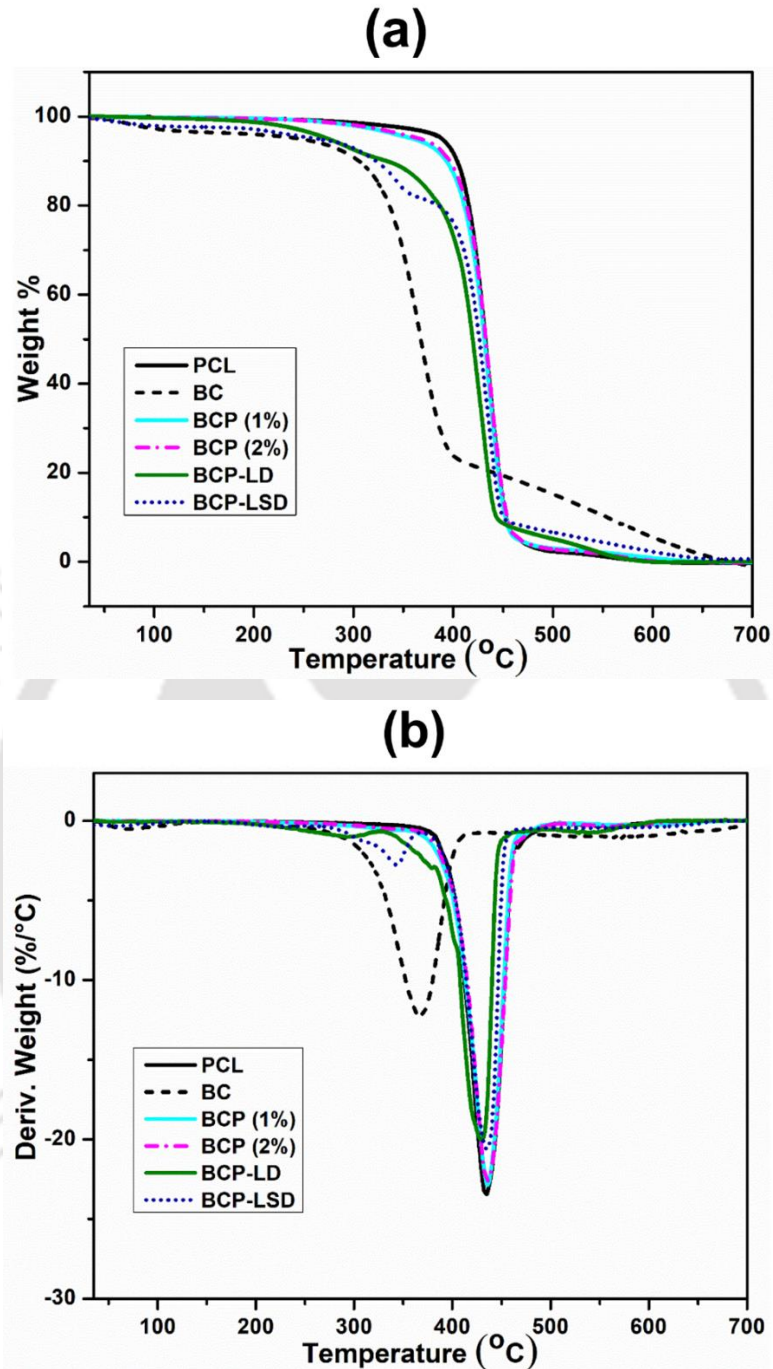 (a)
100
80
60
40
20
0
Weight %
PCL
BC
BCP (1%)
BCP (2%)
BCP-LD
BCP-LSD
100 200 300 400 500 600 700
Temperature (°C)
(b)
0
-10
-20
-30
Deriv. Weight (%/°C)
PCL
BC
BCP (1%)
BCP (2%)
BCP-LD
BCP-LSD
100 200 300 400 500 600 700
Temperature (°C)